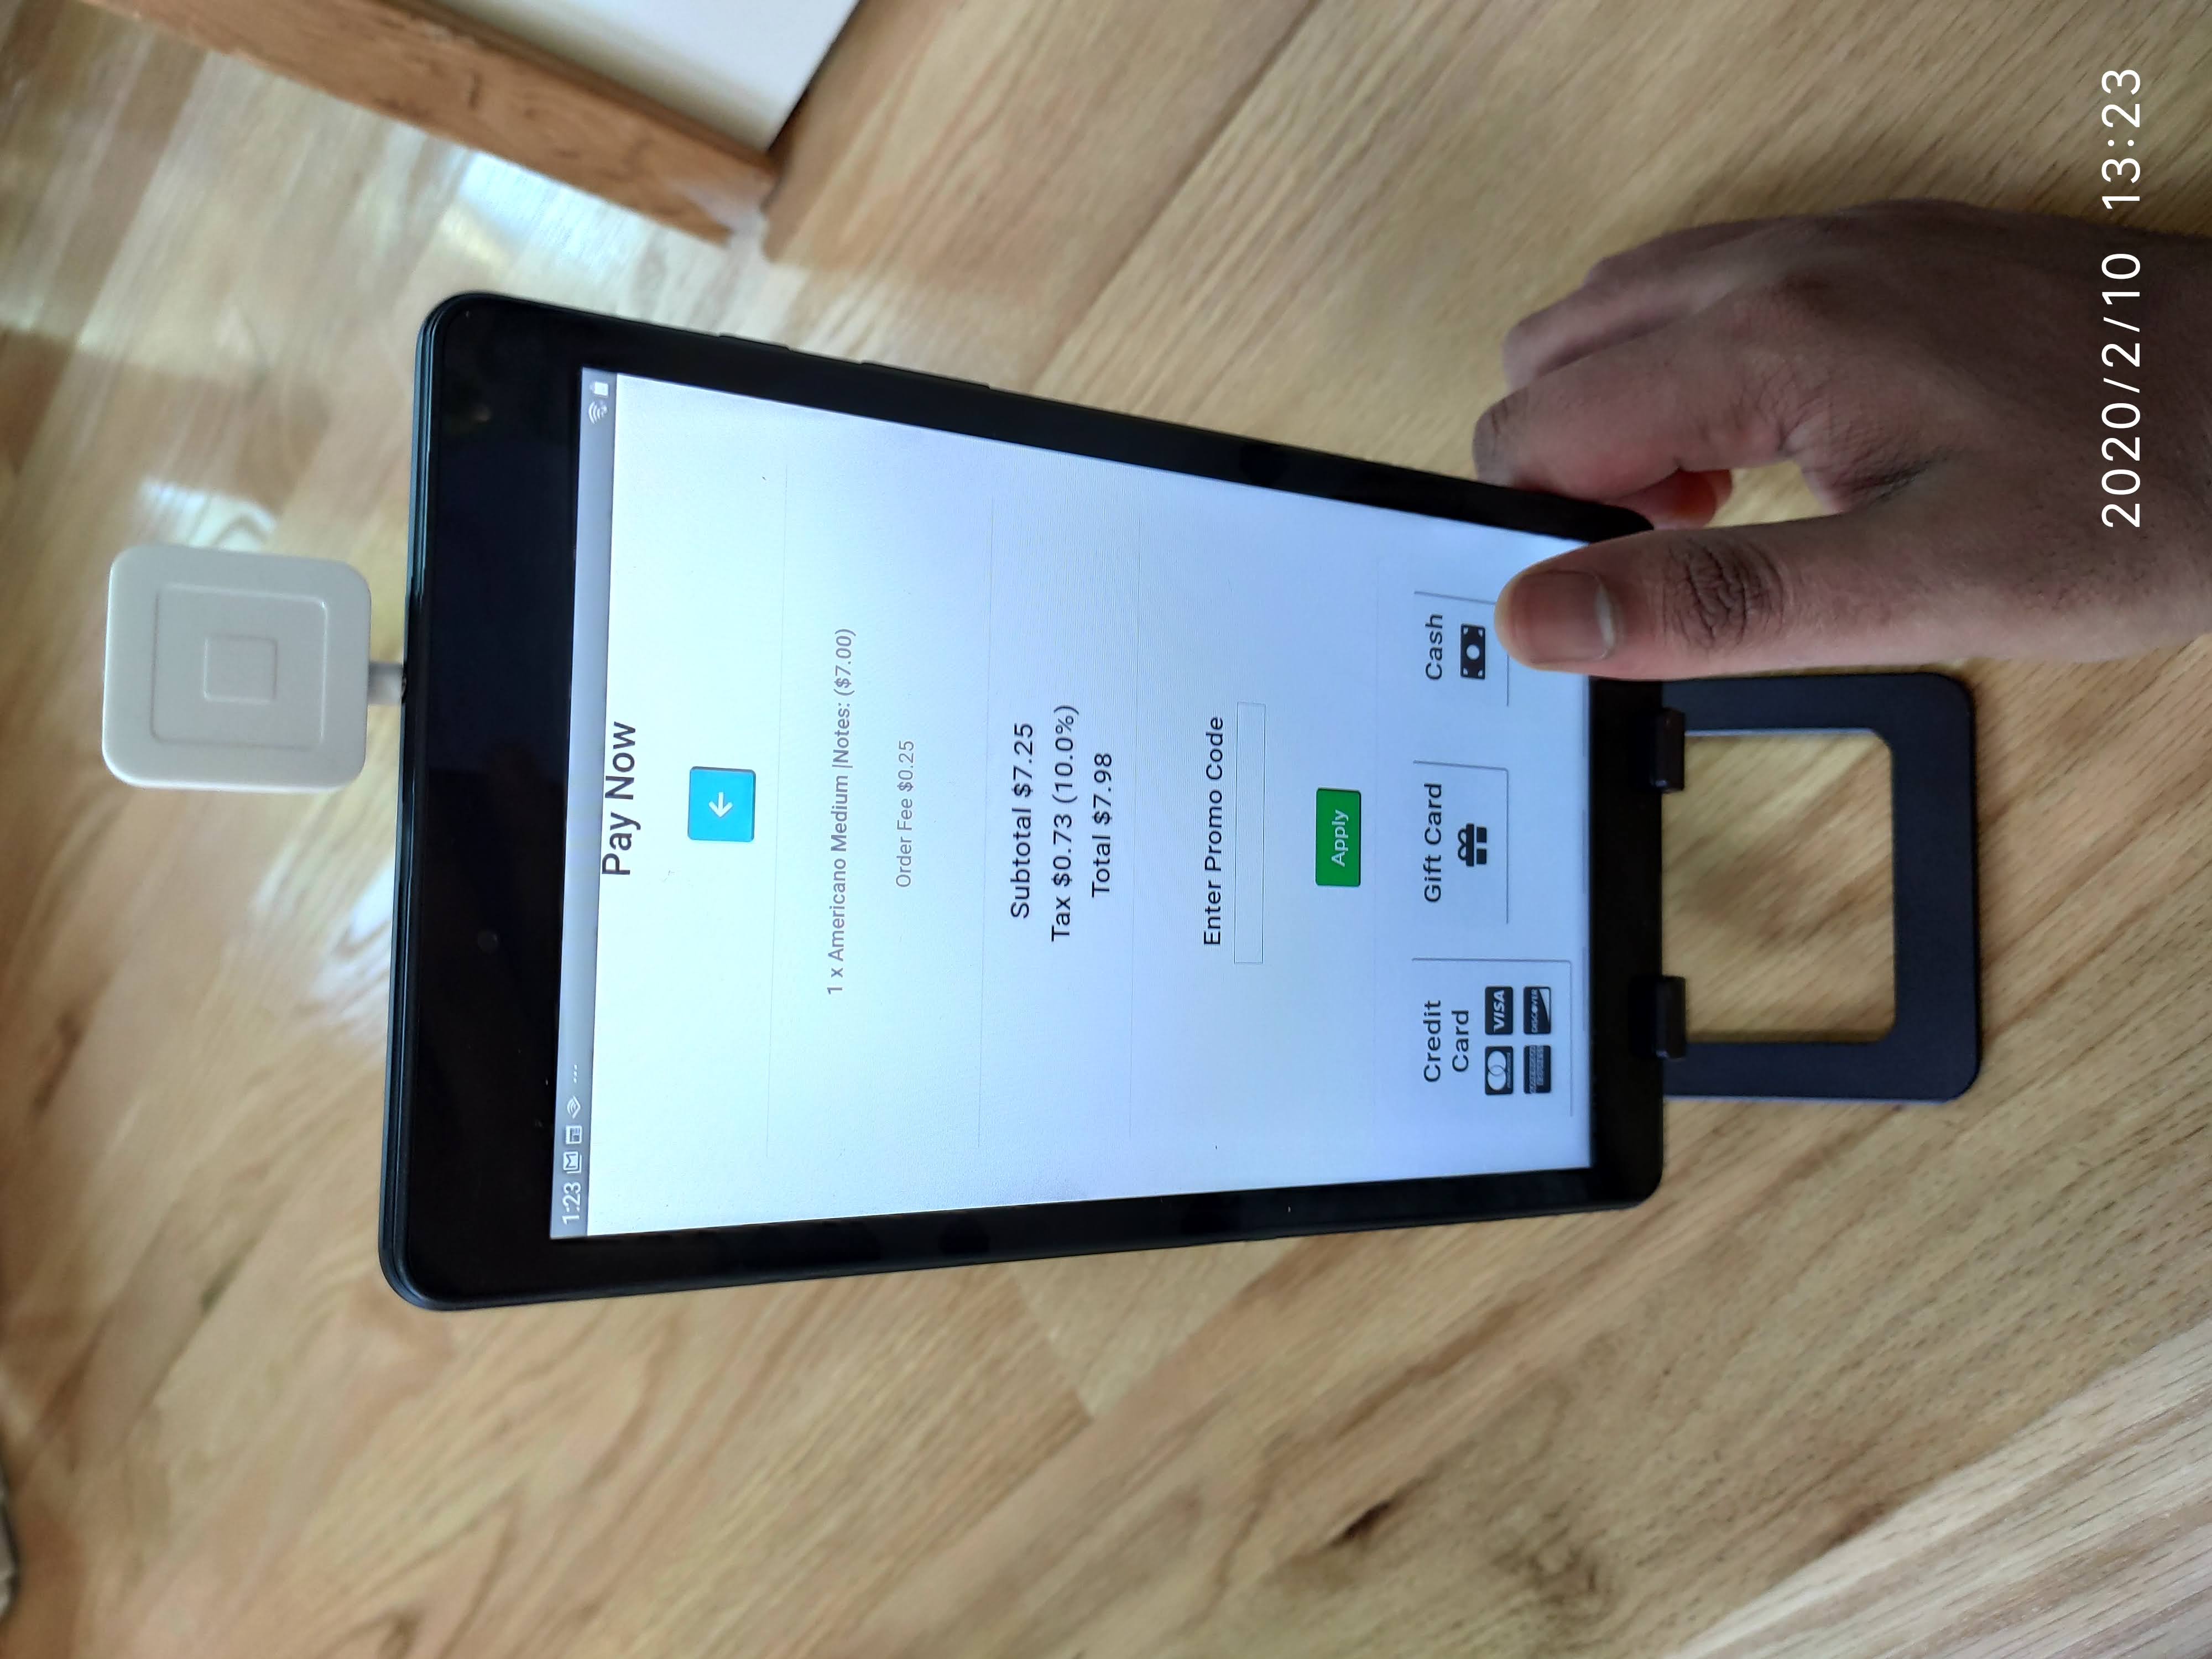 1:23
Pay Now
1 x Americano Medium |Notes: ($7.00)
Order Fee $0.25
Subtotal $7.25
Tax $0.73 (10.0%)
Total $7.98
Enter Promo Code
Apply
Credit
Card
Gift Card
Cash
VISA
DISCOVER
2020/2/10 13:23